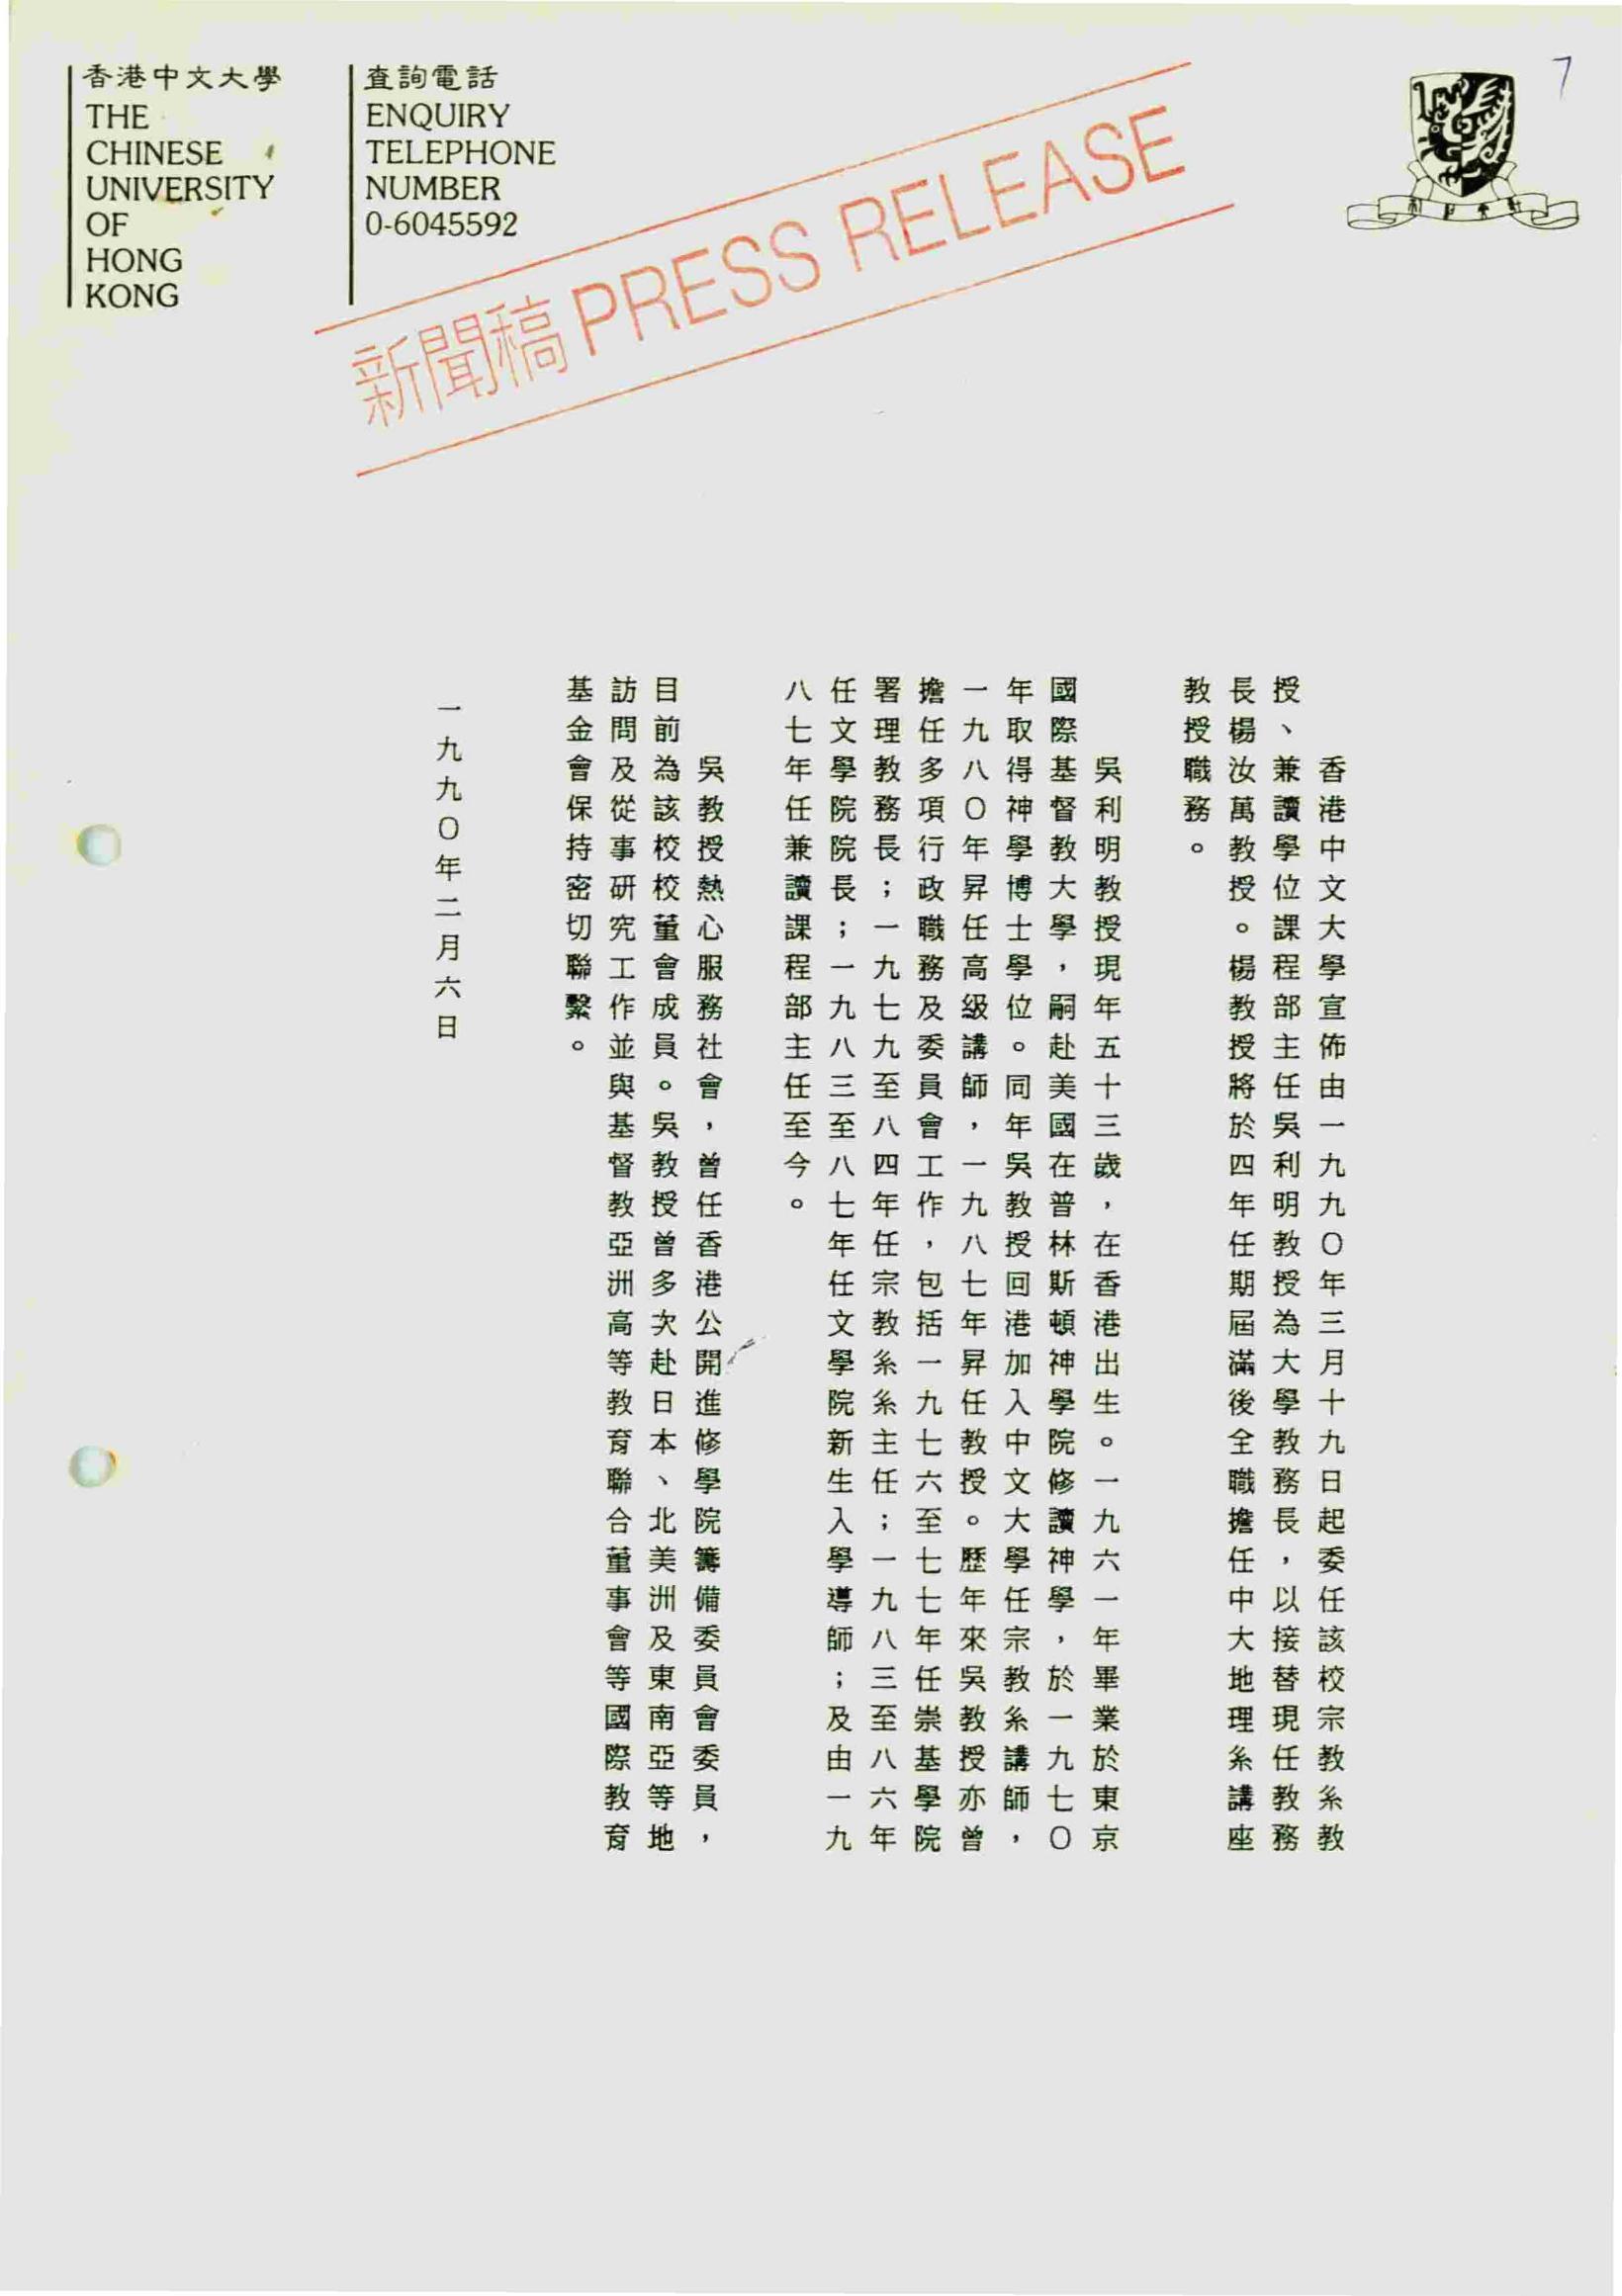 香港中文大學
THE
CHINESE
UNIVERSITY
OF
HONG
KONG
查詢電話
ENQUIRY
TELEPHONE
NUMBER
0-6045592
7
新聞稿 PRESS RELEASE
香港中文大學宣佈由一九九〇年三月十九日起委任該校宗教系教
授、兼讀學位課程部主任吳利明教授為大學教務長，以接替現任教務
長楊汝萬教授。楊教授將於四年任期屆滿後全職擔任中大地理系講座
教授職務。
吳利明教授現年五十三歲，在香港出生。一九六一年畢業於東京
國際基督教大學，嗣赴美國在普林斯頓神學院修讀神學，於一九七〇
年取得神學博士學位。同年吳教授回港加入中文大學任宗教系講師，
一九八〇年昇任高級講師，一九八七年昇任教授。歷年來吳教授亦曾
擔任多項行政職務及委員會工作，包括一九七六至七七年任崇基學院
署理教務長；一九七九至八四年任宗教系系主任；一九八三至八六年
任文學院院長；一九八三至八七年任文學院新生入學導師；及由一九
八七年任兼讀課程部主任至今。
吳教授熱心服務社會，曾任香港公開進修學院籌備委員會委員，
目前為該校校董會成員。吳教授曾多次赴日本、北美洲及東南亞等地
訪問及從事研究工作並與基督教亞洲高等教育聯合董事會等國際教育
基金會保持密切聯繫。
一九九〇年二月六日